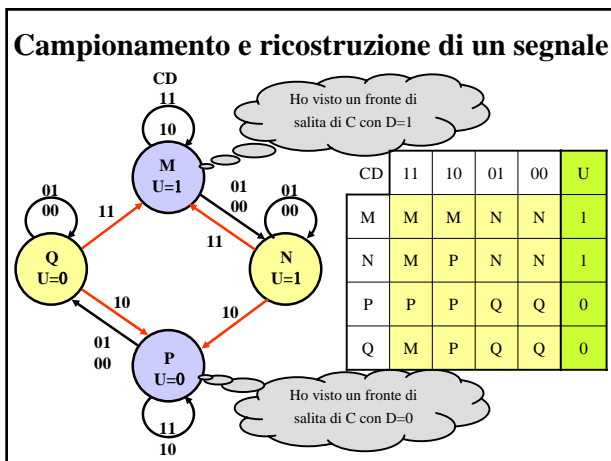 Campionamento e ricostruzione di un segnale
CD
11
10
Ho visto un fronte di
salita di C con D=1
M
U=1
01
00
01
00
01
00
11
11
Q
U=0
N
U=1
10
10
01
00
P
U=0
11
10
Ho visto un fronte di
salita di C con D=0
CD 11 10 01 00 U
M M M N N 1
N M P N N 1
P P P Q Q 0
Q M P Q Q 0